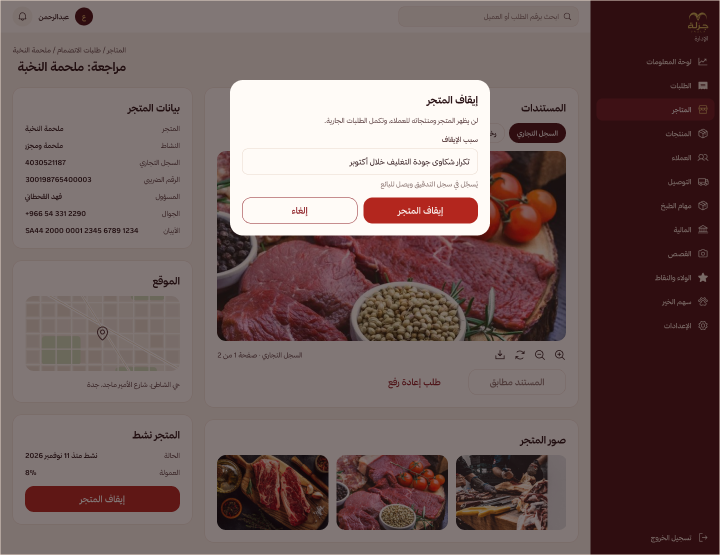 جزلة
الإدارة
لوحة المعلومات
الطلبات
المتاجر
المنتجات
العملاء
التوصيل
مهام الطبخ
المالية
القصص
الولاء والنقاط
سهم الخير
الإعدادات
تسجيل الخروج
ابحث برقم الطلب أو العميل
ع
عبدالرحمن
المتاجر / طلبات الانضمام / ملحمة النخبة
مراجعة: ملحمة النخبة
إيقاف المتجر
لن يظهر المتجر ومنتجاته للعملاء، وتكمل الطلبات الجارية.
سبب الإيقاف
تكرار شكاوى جودة التغليف خلال أكتوبر
يُسجّل في سجل التدقيق ويصل للبائع
إيقاف المتجر
إلغاء
المستندات
السجل التجاري
السجل التجاري · صفحة 1 من 2
المستند مطابق
طلب إعادة رفع
صور المتجر
بيانات المتجر
المتجر ملحمة النخبة
النشاط ملحمة ومجزر
السجل التجاري 4030521187
الرقم الضريبي 300198765400003
المسؤول فهد القحطاني
الجوال +966 54 331 2290
الآيبان SA44 2000 0001 2345 6789 1234
الموقع
حي الشاطئ، شارع الأمير ماجد، جدة
المتجر نشط
الحالة نشط منذ 11 نوفمبر 2026
العمولة 8%
إيقاف المتجر